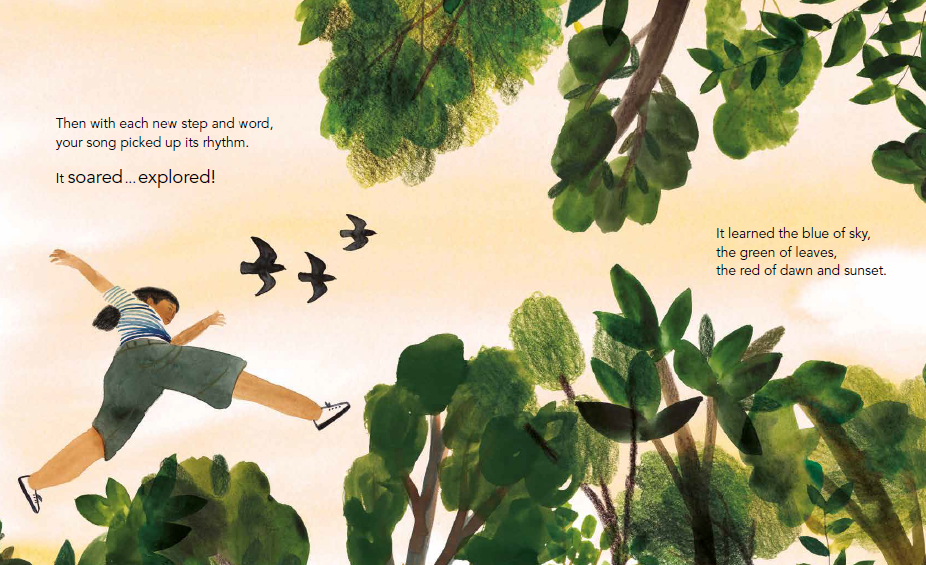 Then with each new step and word,
your song picked up its rhythm.
It soared...explored!
It learned the blue of sky,
the green of leaves,
the red of dawn and sunset.